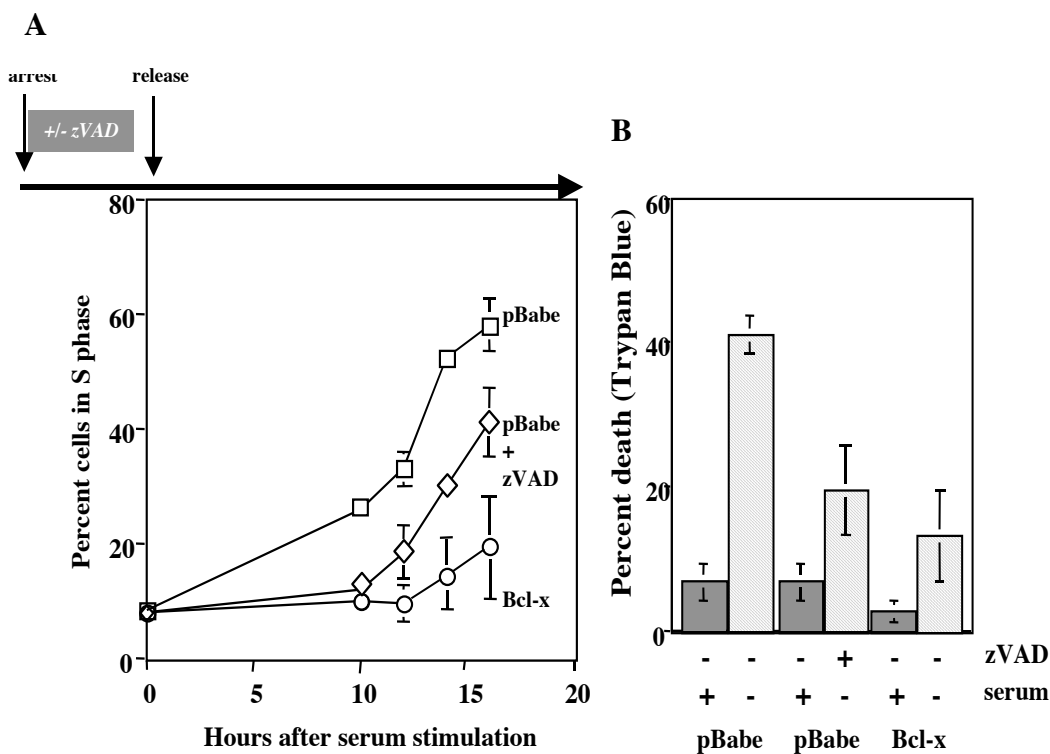 A
arrest
release
+/- zVAD
B
80
60
40
20
0
Percent cells in S phase
pBabe
pBabe
+
zVAD
Bcl-x
0
5
10
15
20
Hours after serum stimulation
60
40
20
0
Percent death (Trypan Blue)
- - - + - - zVAD
+ - + - + - serum
pBabe pBabe Bcl-x